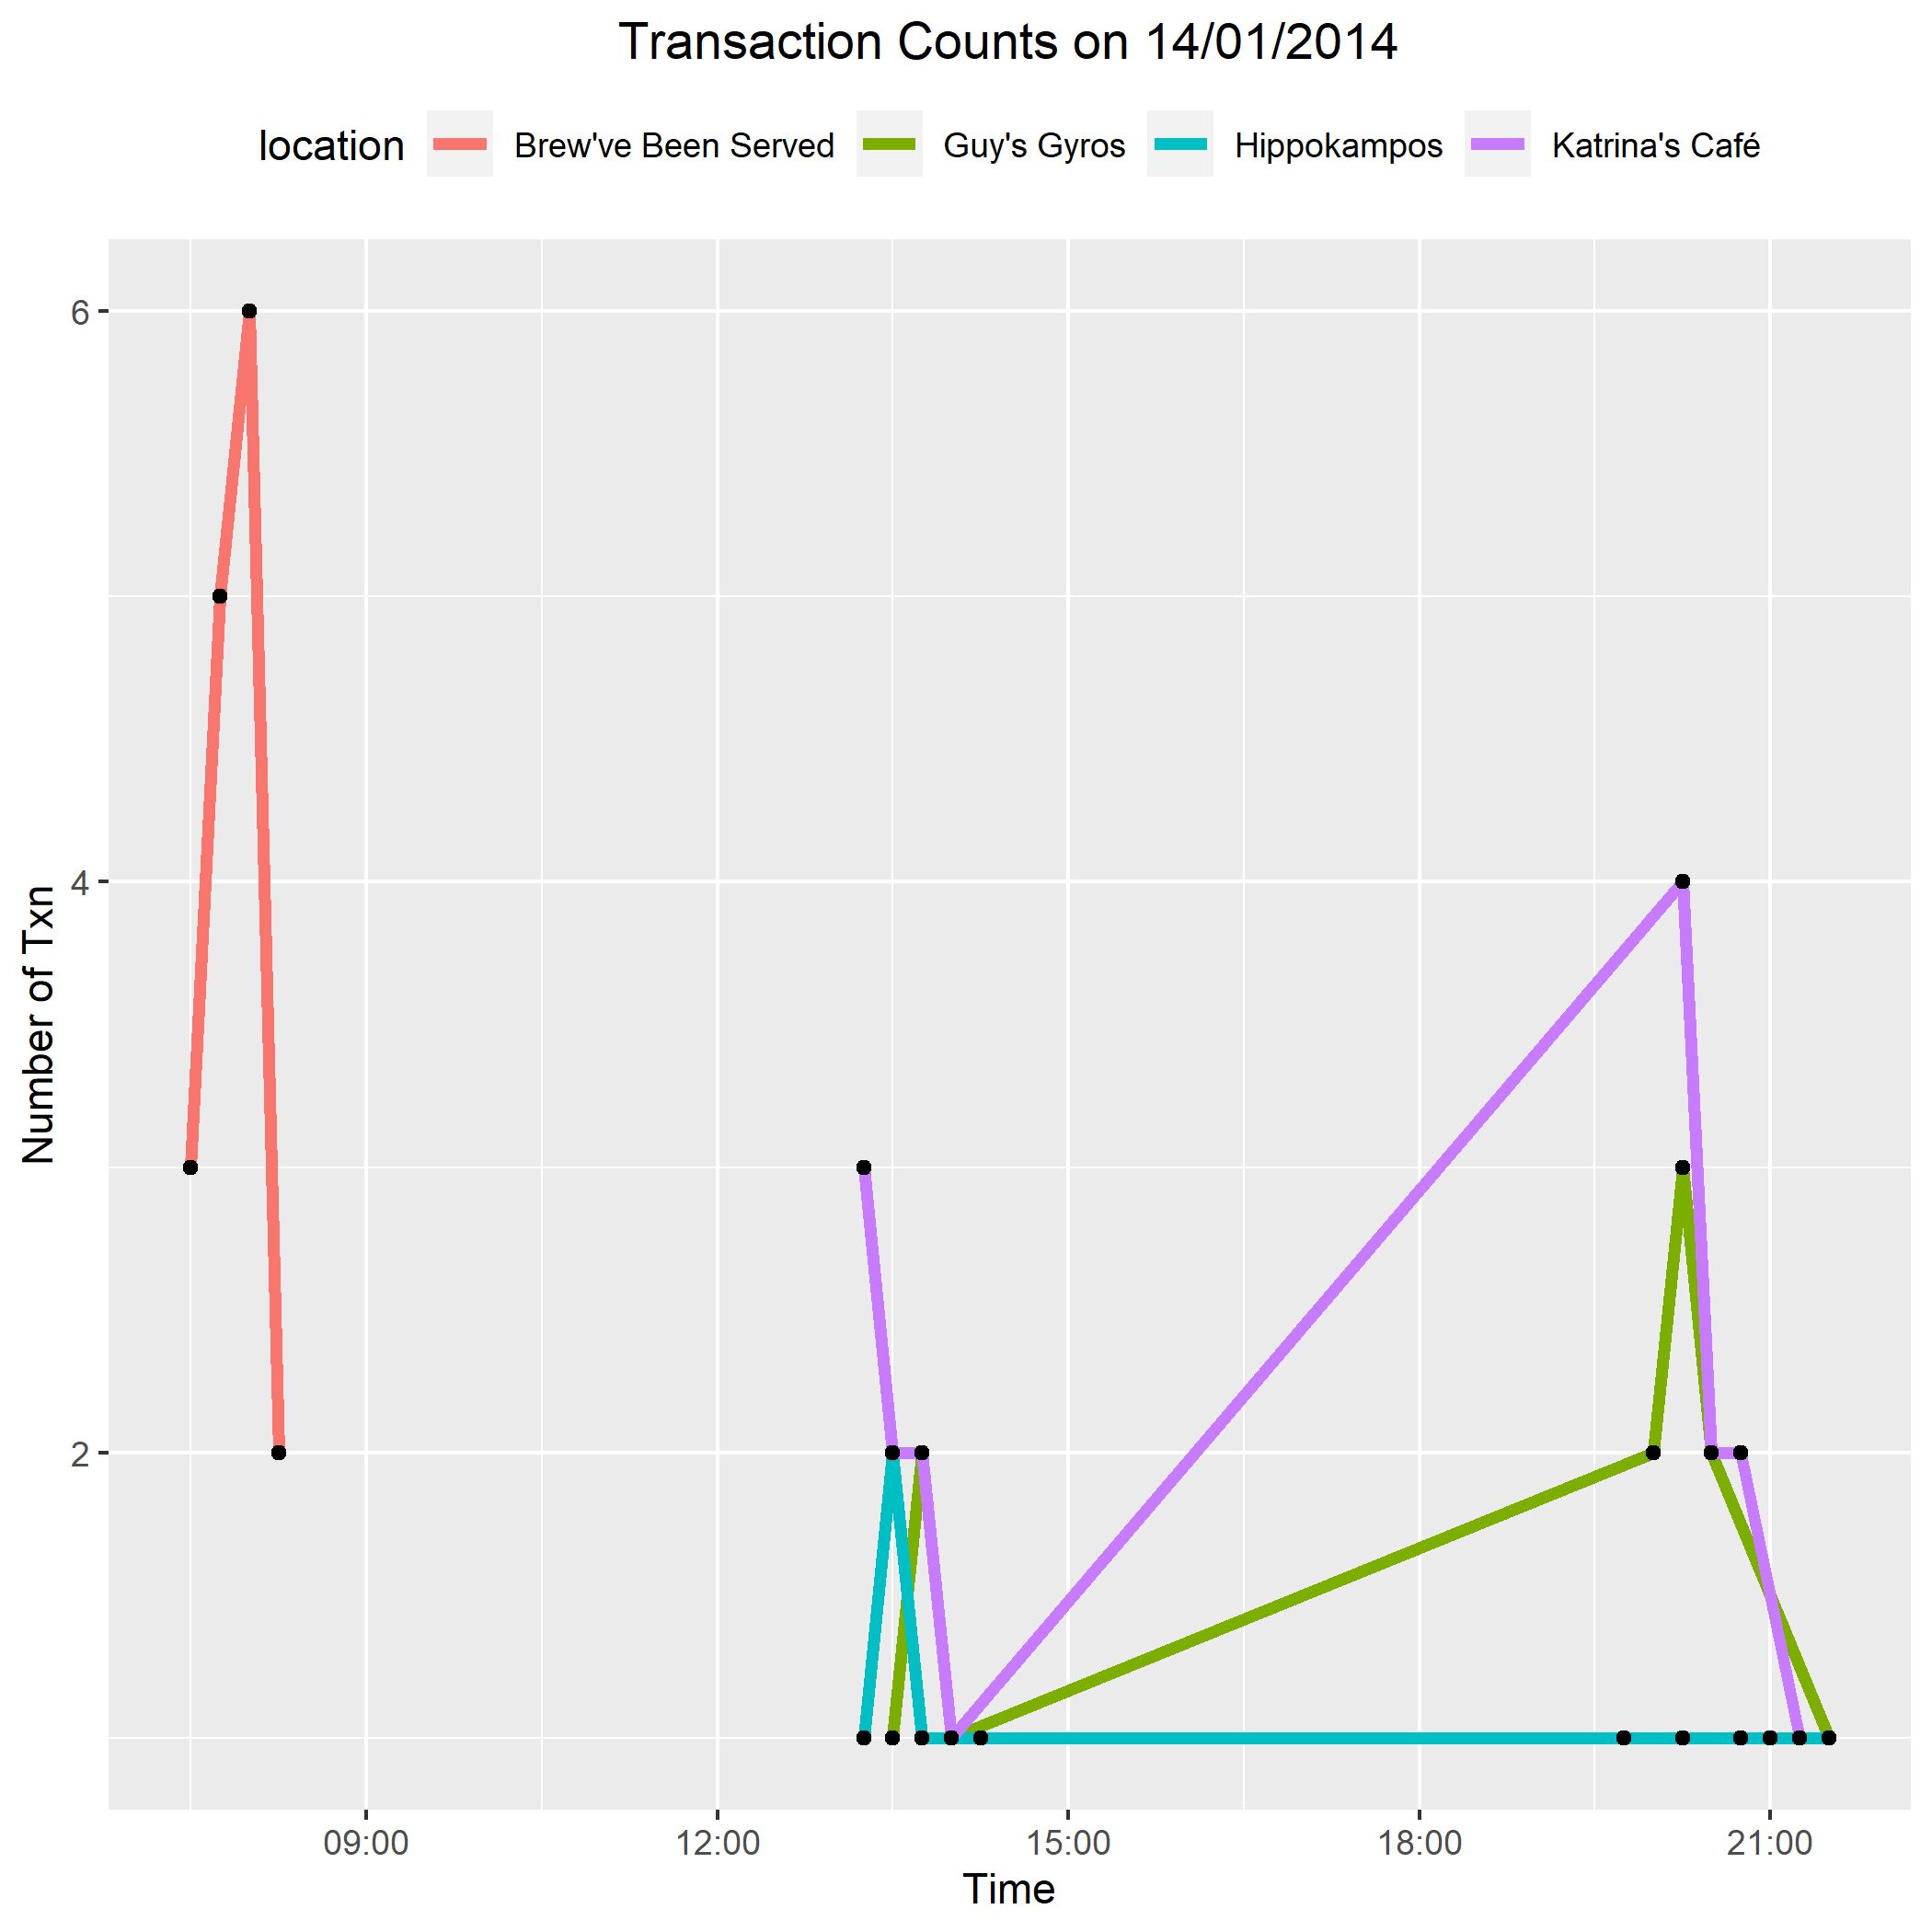 Transaction Counts on 14/01/2014
location Brew've Been Served Guy's Gyros Hippokampos Katrina's Café
6
4
2
Number of Txn
09:00 12:00 15:00 18:00 21:00
Time